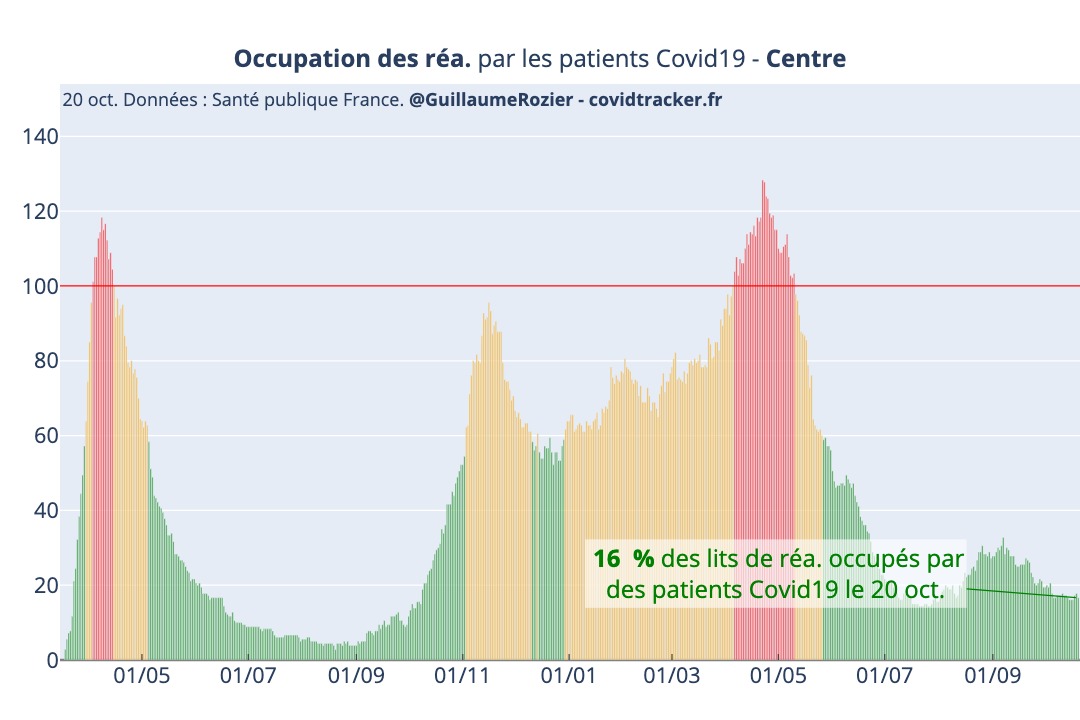 Occupation des réa. par les patients Covid19 - Centre
20 oct. Données : Santé publique France. @GuillaumeRozier - covidtracker.fr
140
120
100
80
60
40
20
0
16 % des lits de réa. occupés par
des patients Covid19 le 20 oct.
01/05 01/07 01/09 01/11 01/01 01/03 01/05 01/07 01/09